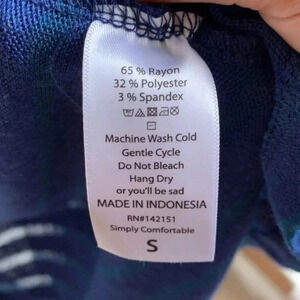 65 % Rayon
32 % Polyester
3 % Spandex
Machine Wash Cold
Gentle Cycle
Do Not Bleach
Hang Dry
or you'll be sad
MADE IN INDONESIA
RN#142151
Simply Comfortable
S